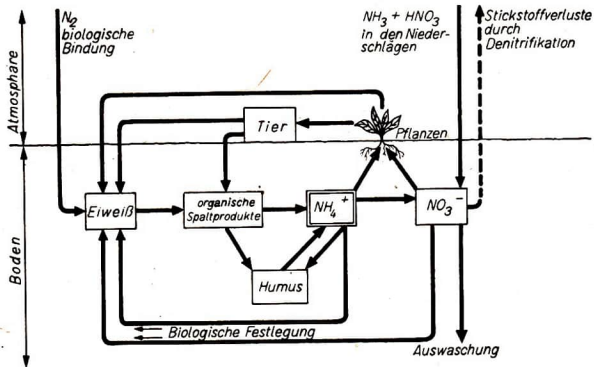 N₂
biologische
Bindung
NH₃ + HNO₃
in den Nieder-
schlägen
Stickstoffverluste
durch
Denitrifikation
Atmosphäre
Tier
Pflanzen
Boden
Eiweiß
organische
Spaltprodukte
NH₄⁺
NO₃⁻
Humus
Biologische Festlegung
Auswaschung